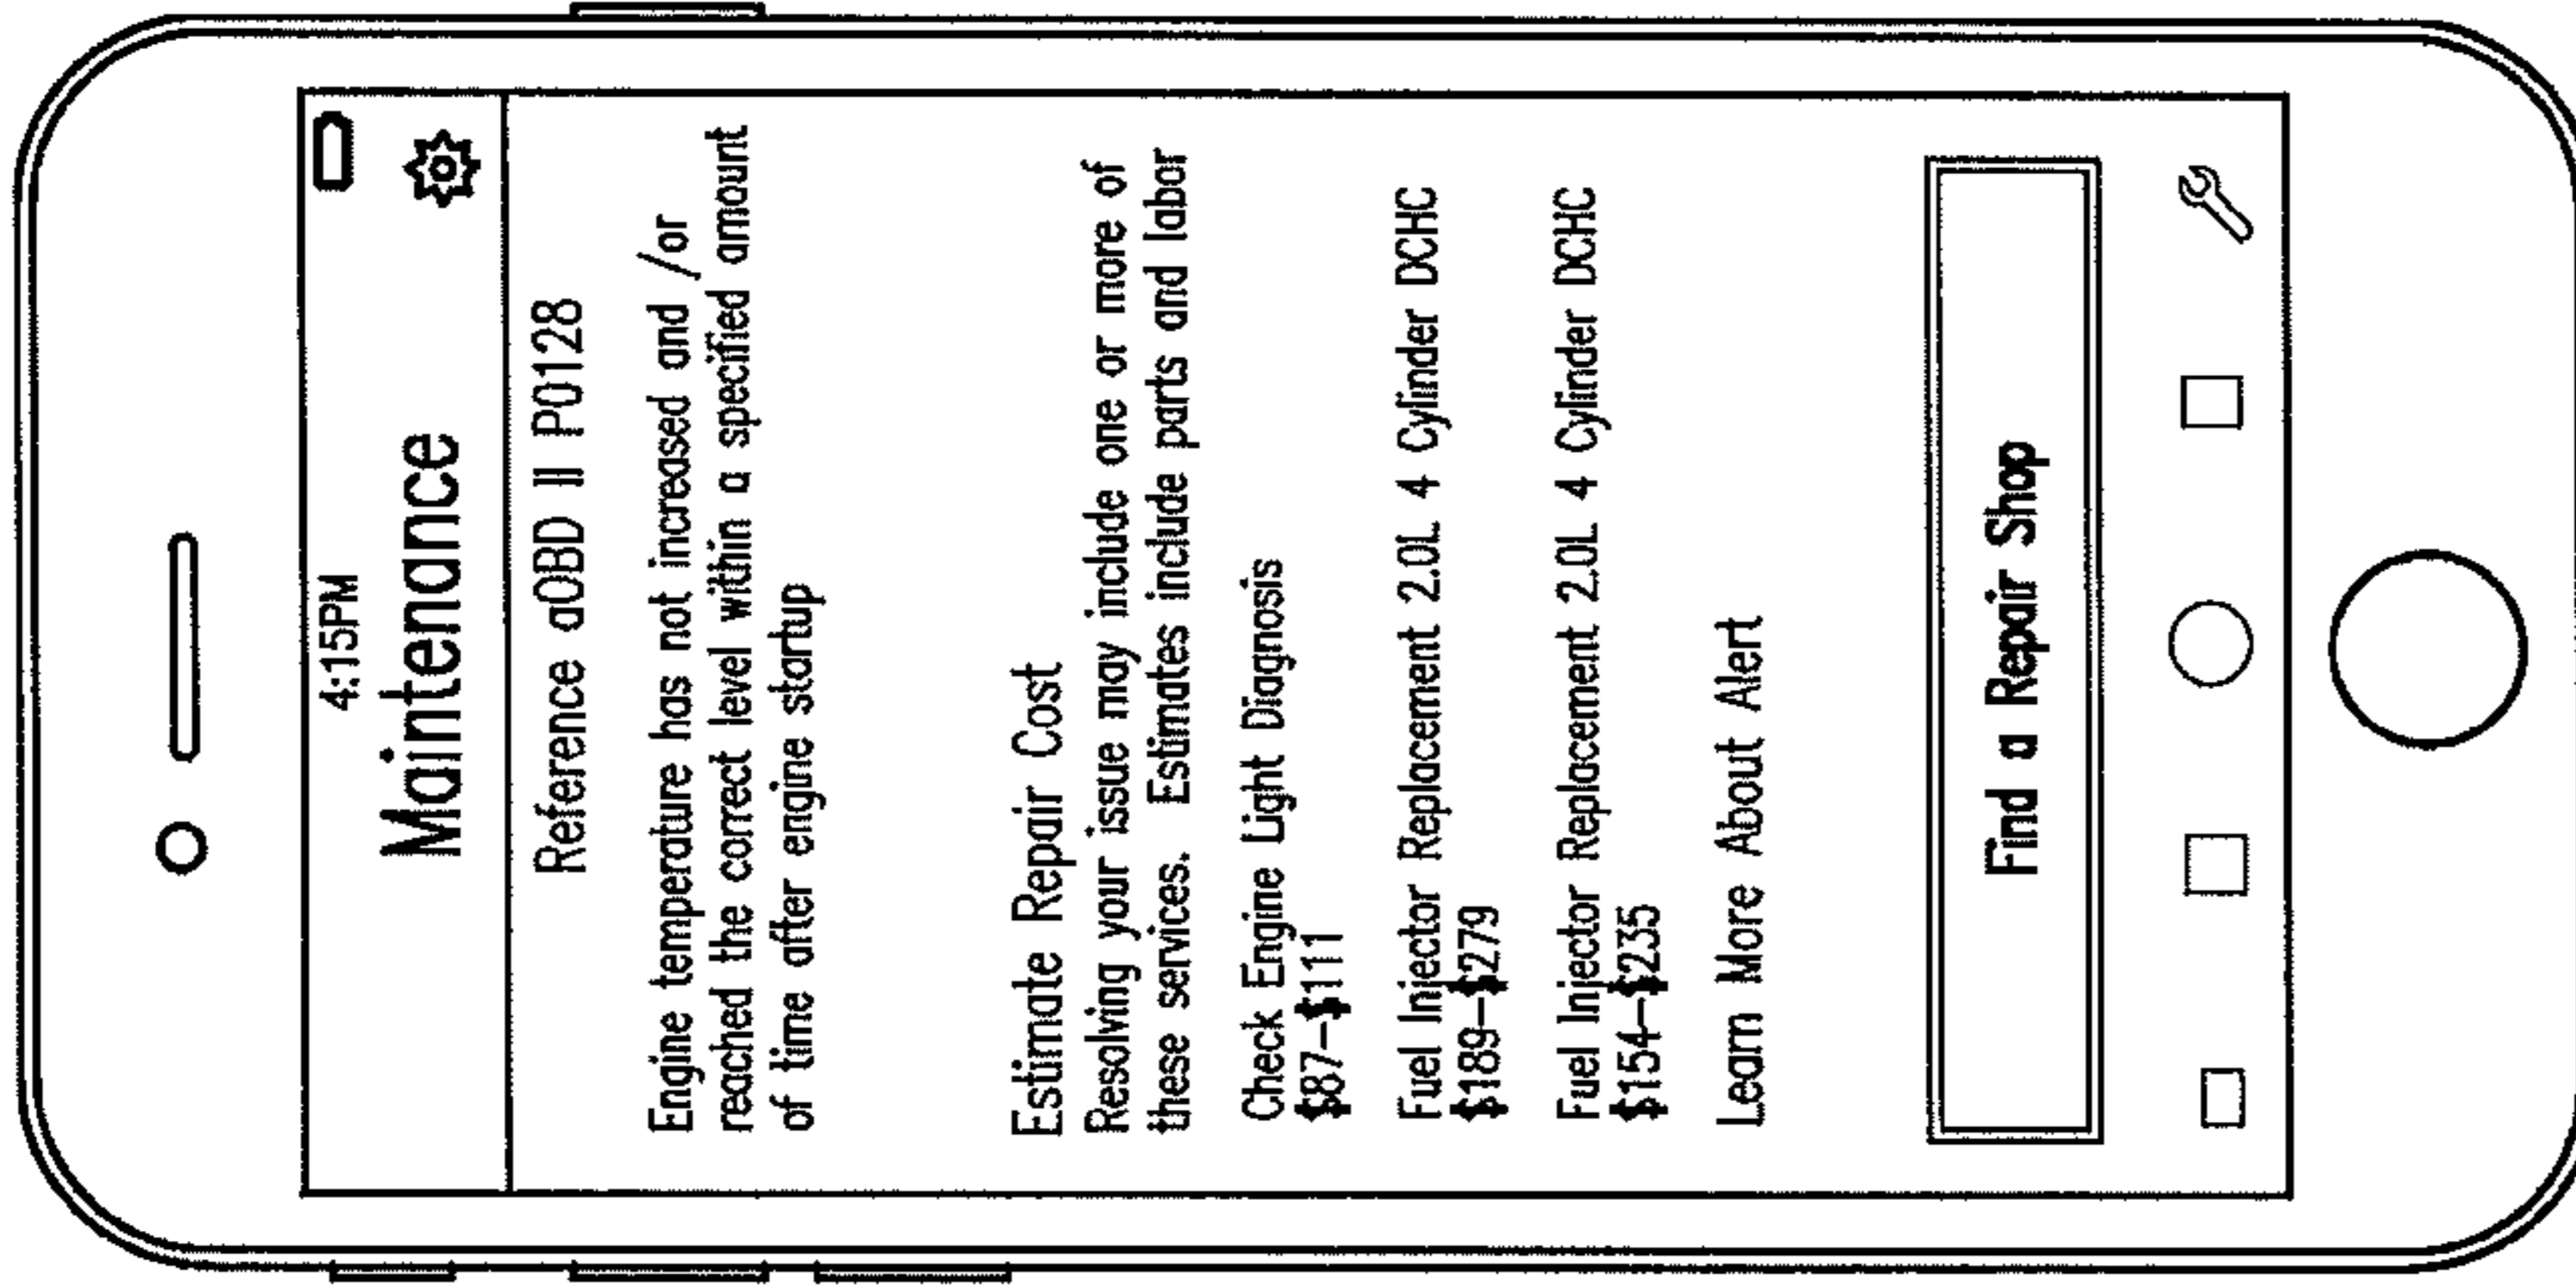 4:15PM
Maintenance
Reference aOBD II P0128
Engine temperature has not increased and /or
reached the correct level within a specified amount
of time after engine startup
Estimate Repair Cost
Resolving your issue may include one or more of
these services. Estimates include parts and labor
Check Engine Light Diagnosis
$87-$111
Fuel Injector Replacement 2.0L 4 Cylinder DCHC
$189-$279
Fuel Injector Replacement 2.0L 4 Cylinder DCHC
$154-$235
Learn More About Alert
Find a Repair Shop